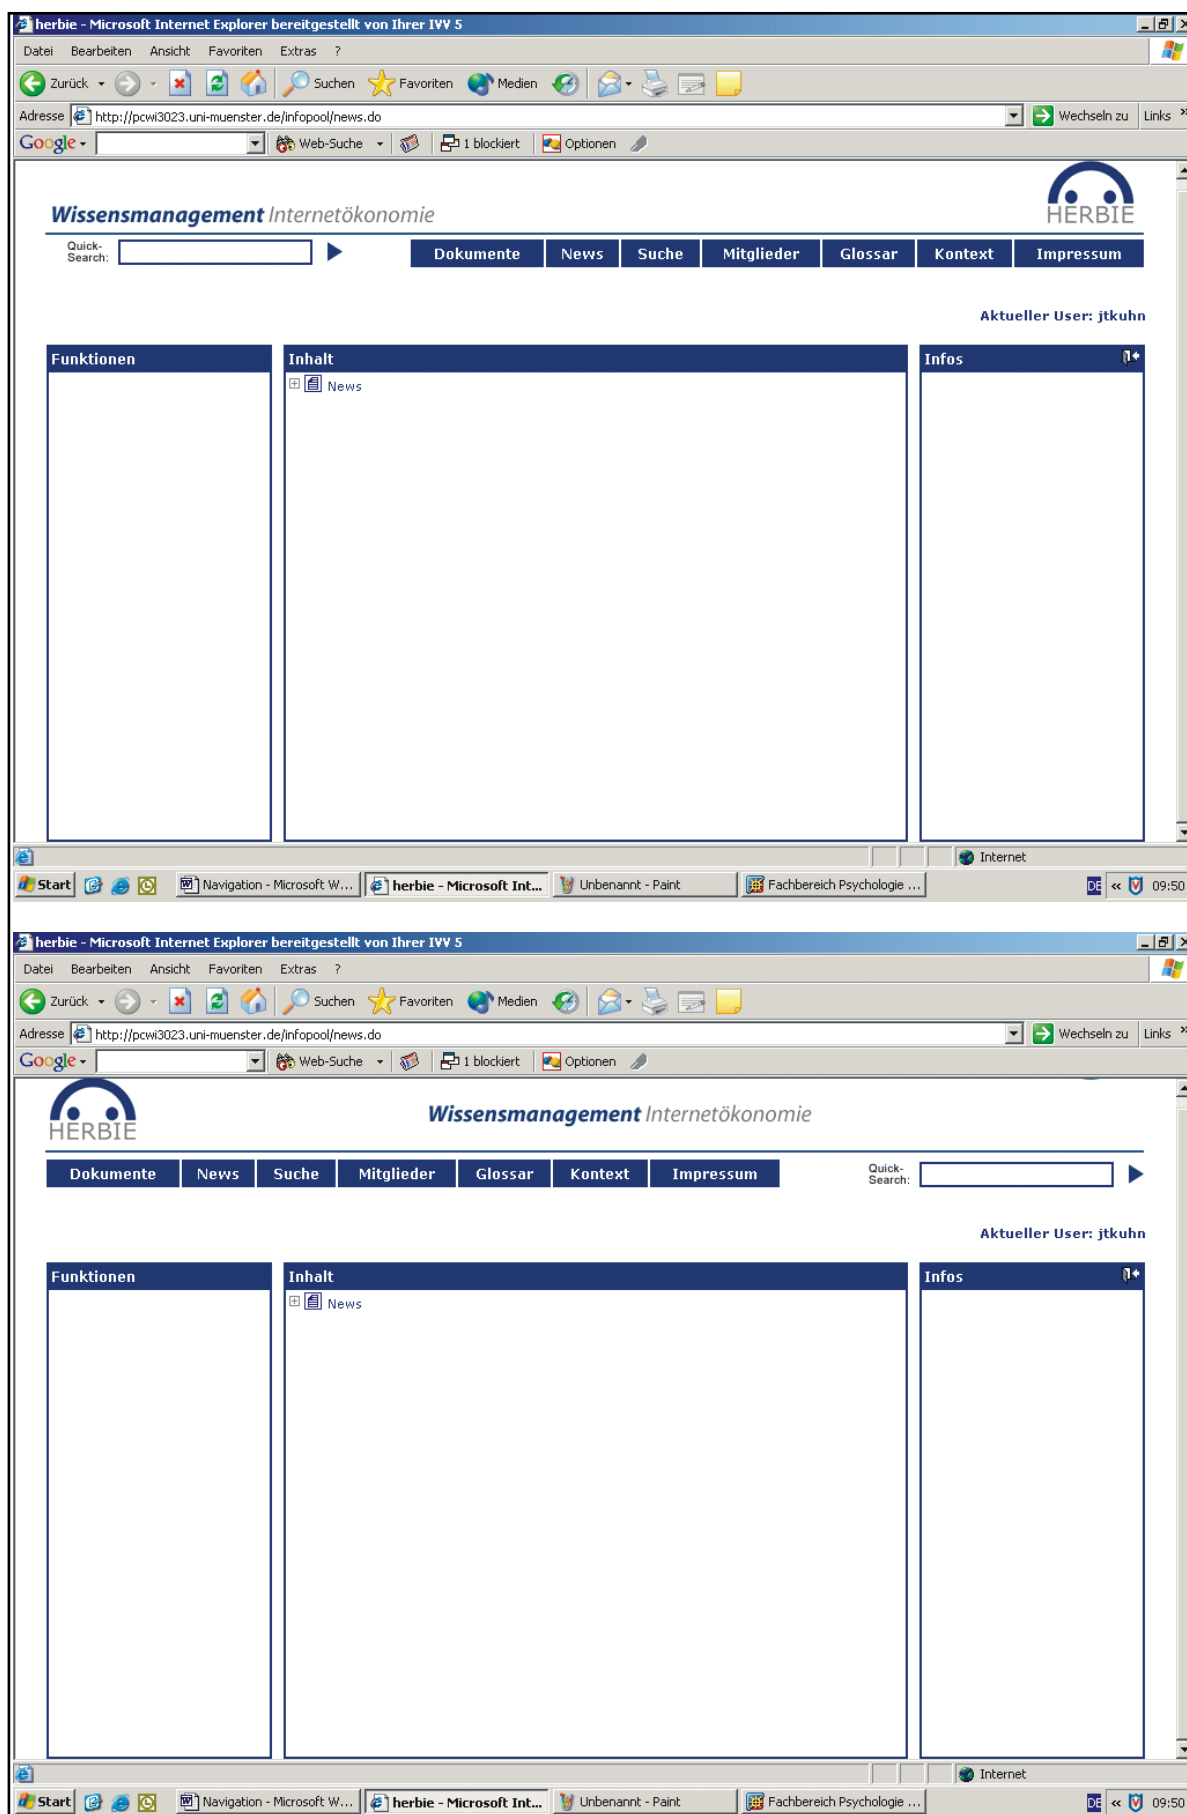 herbie - Microsoft Internet Explorer bereitgestellt von Ihrer IVV 5
Datei Bearbeiten Ansicht Favoriten Extras ?
Zurück Suchen Favoriten Medien
Adresse http://pcwi3023.uni-muenster.de/infopool/news.do Wechseln zu Links »
Google Web-Suche 1 blockiert Optionen
Wissensmanagement Internetökonomie HERBIE
Quick-
Search:
Dokumente News Suche Mitglieder Glossar Kontext Impressum
Aktueller User: jtkuhn
Funktionen Inhalt Infos
News
Internet
Start Navigation - Microsoft W... herbie - Microsoft Int... Unbenannt - Paint Fachbereich Psychologie ... DE « 09:50
herbie - Microsoft Internet Explorer bereitgestellt von Ihrer IVV 5
Datei Bearbeiten Ansicht Favoriten Extras ?
Zurück Suchen Favoriten Medien
Adresse http://pcwi3023.uni-muenster.de/infopool/news.do Wechseln zu Links »
Google Web-Suche 1 blockiert Optionen
HERBIE Wissensmanagement Internetökonomie
Dokumente News Suche Mitglieder Glossar Kontext Impressum
Quick-
Search:
Aktueller User: jtkuhn
Funktionen Inhalt Infos
News
Internet
Start Navigation - Microsoft W... herbie - Microsoft Int... Unbenannt - Paint Fachbereich Psychologie ... DE « 09:50